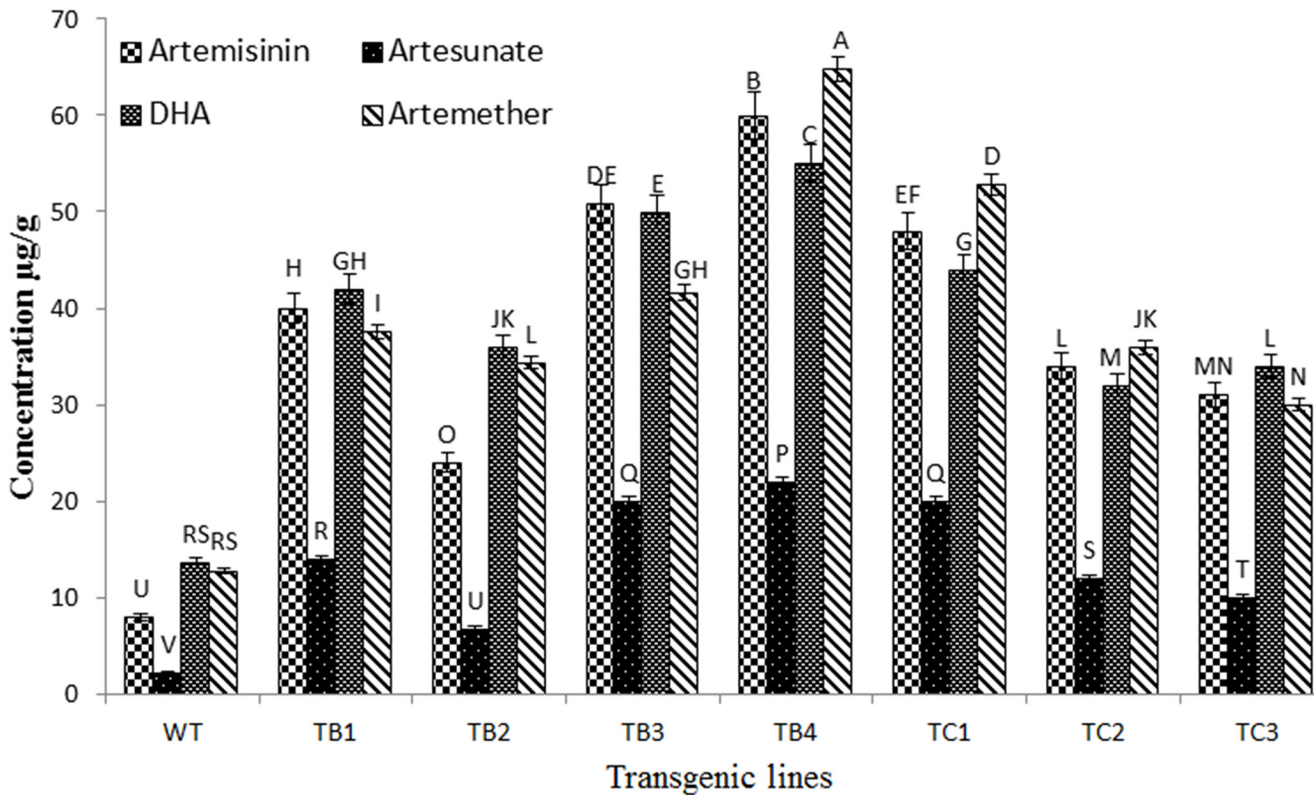 Concentration µg/g
70
60
50
40
30
20
10
0
Artemisinin
Artesunate
DHA
Artemether
U
V
RS
RS
H
R
GH
I
O
U
JK
L
DE
Q
E
GH
B
P
C
A
EF
Q
G
D
L
S
M
JK
MN
T
L
N
WT
TB1
TB2
TB3
TB4
TC1
TC2
TC3
Transgenic lines